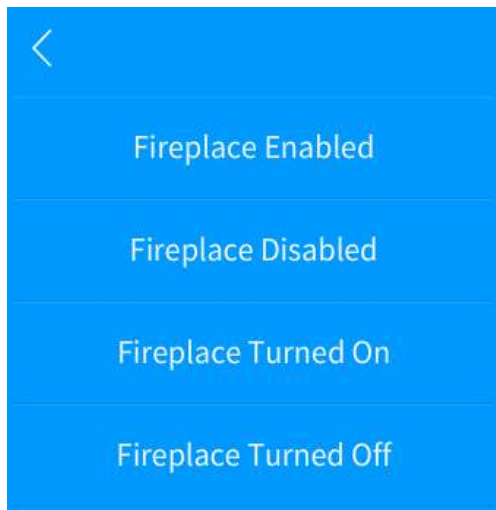 Fireplace Enabled
Fireplace Disabled
Fireplace Turned On
Fireplace Turned Off